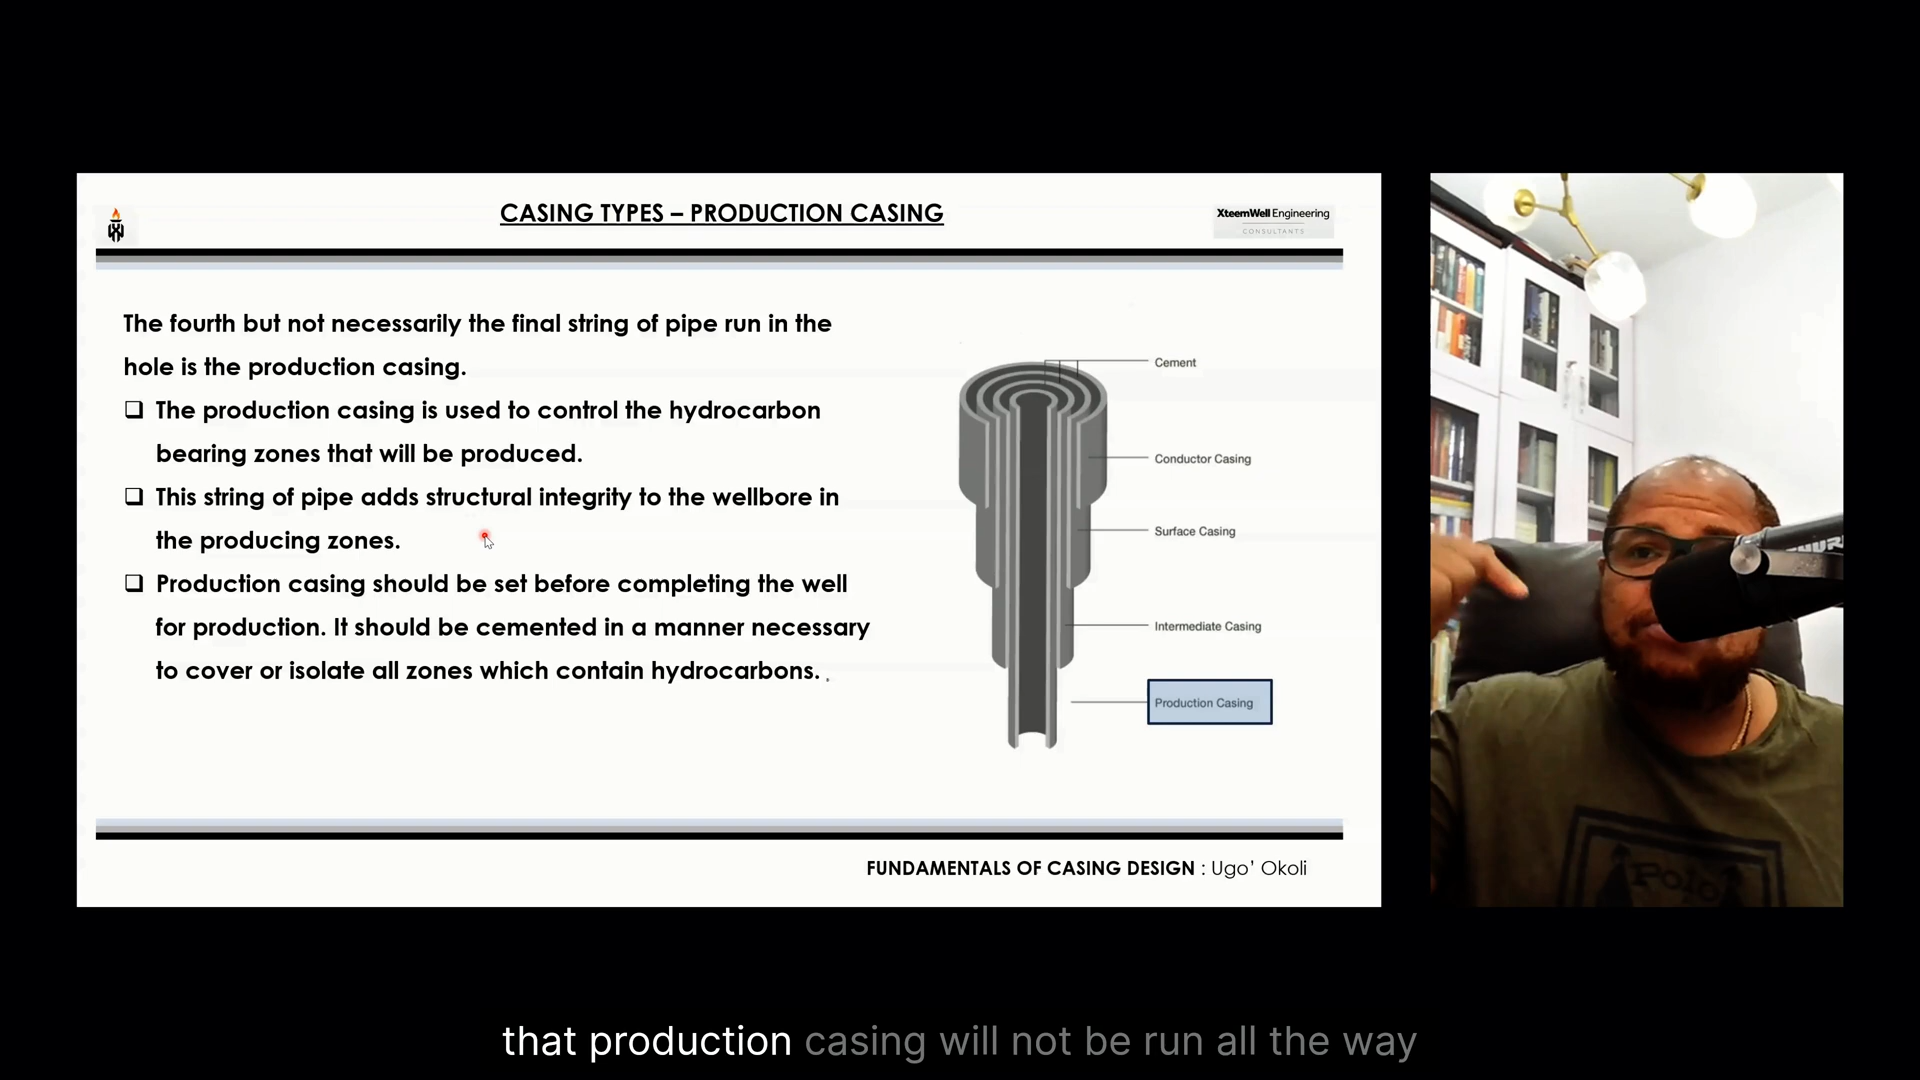 CASING TYPES – PRODUCTION CASING
XteemWell Engineering
CONSULTANTS
The fourth but not necessarily the final string of pipe run in the
hole is the production casing.
❑ The production casing is used to control the hydrocarbon
bearing zones that will be produced.
❑ This string of pipe adds structural integrity to the wellbore in
the producing zones.
❑ Production casing should be set before completing the well
for production. It should be cemented in a manner necessary
to cover or isolate all zones which contain hydrocarbons.
Cement
Conductor Casing
Surface Casing
Intermediate Casing
Production Casing
FUNDAMENTALS OF CASING DESIGN : Ugo’ Okoli
Polo
that production casing will not be run all the way